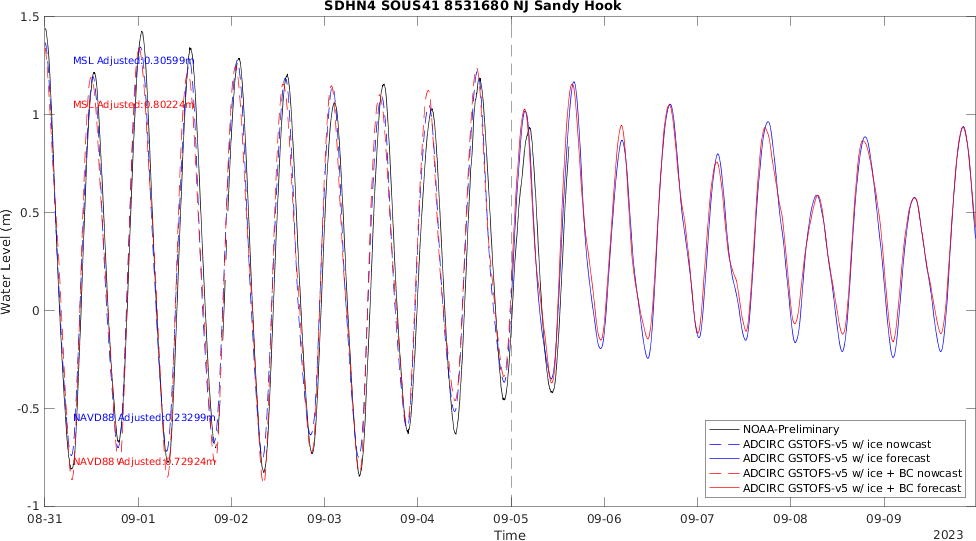 SDHN4 SOUS41 8531680 NJ Sandy Hook
1.5
1
0.5
0
-0.5
-1
Water Level (m)
MSL Adjusted:0.30599m
MSL Adjusted:0.80224m
NAVD88 Adjusted:0.23299m
NAVD88 Adjusted:0.72924m
NOAA-Preliminary
ADCIRC GSTOFS-v5 w/ ice nowcast
ADCIRC GSTOFS-v5 w/ ice forecast
ADCIRC GSTOFS-v5 w/ ice + BC nowcast
ADCIRC GSTOFS-v5 w/ ice + BC forecast
08-31 09-01 09-02 09-03 09-04 09-05 09-06 09-07 09-08 09-09
Time
2023